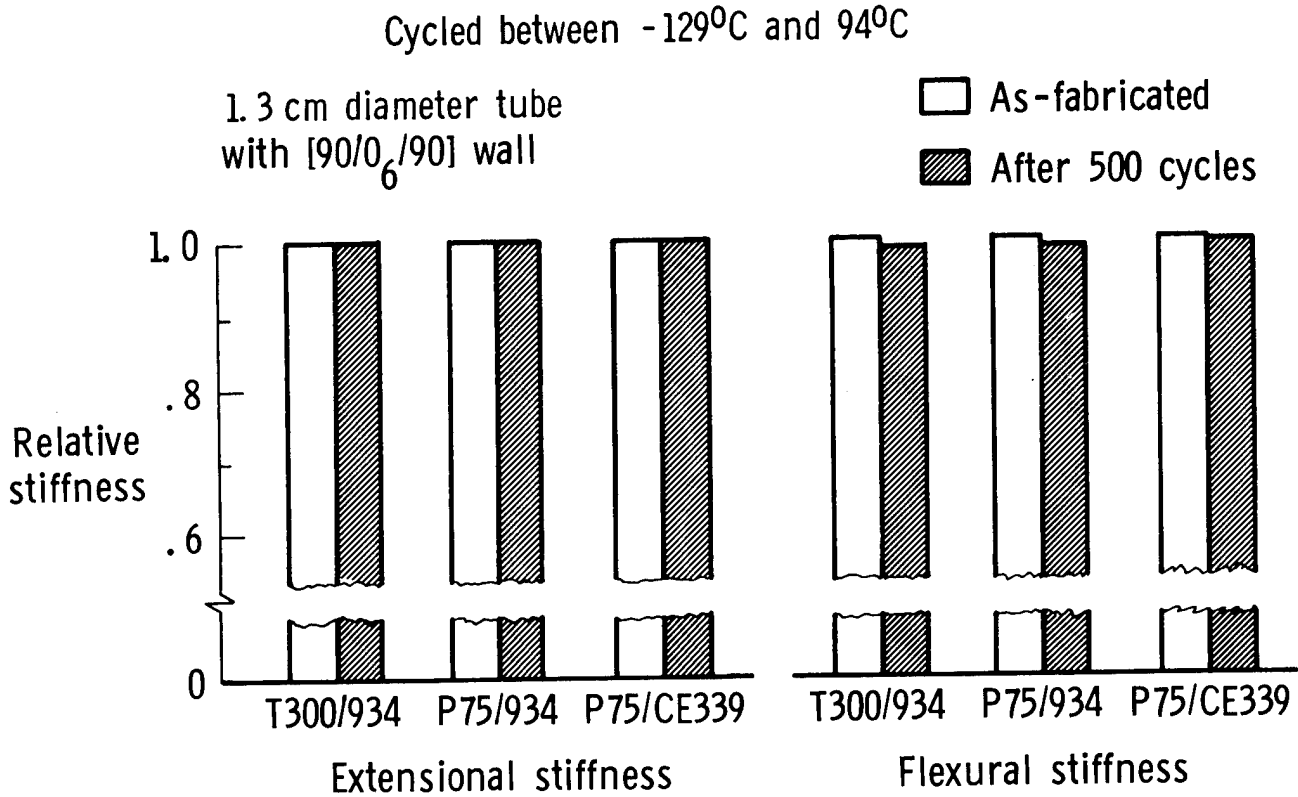 Cycled between -129⁰C and 94⁰C
1.3 cm diameter tube
with [90/0₆/90] wall
As-fabricated
After 500 cycles
1.0
.8
.6
0
Relative
stiffness
T300/934 P75/934 P75/CE339
Extensional stiffness
T300/934 P75/934 P75/CE339
Flexural stiffness